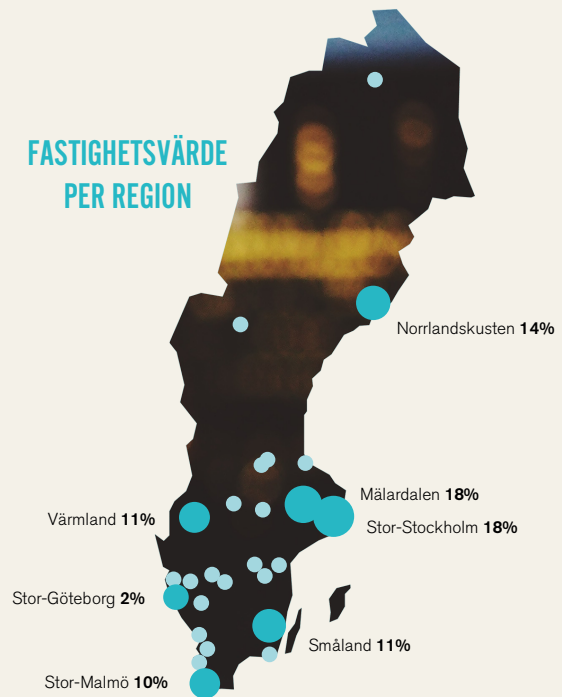 FASTIGHETSVÄRDE
PER REGION
Norrlandskusten 14%
Mälardalen 18%
Stor-Stockholm 18%
Värmland 11%
Stor-Göteborg 2%
Småland 11%
Stor-Malmö 10%